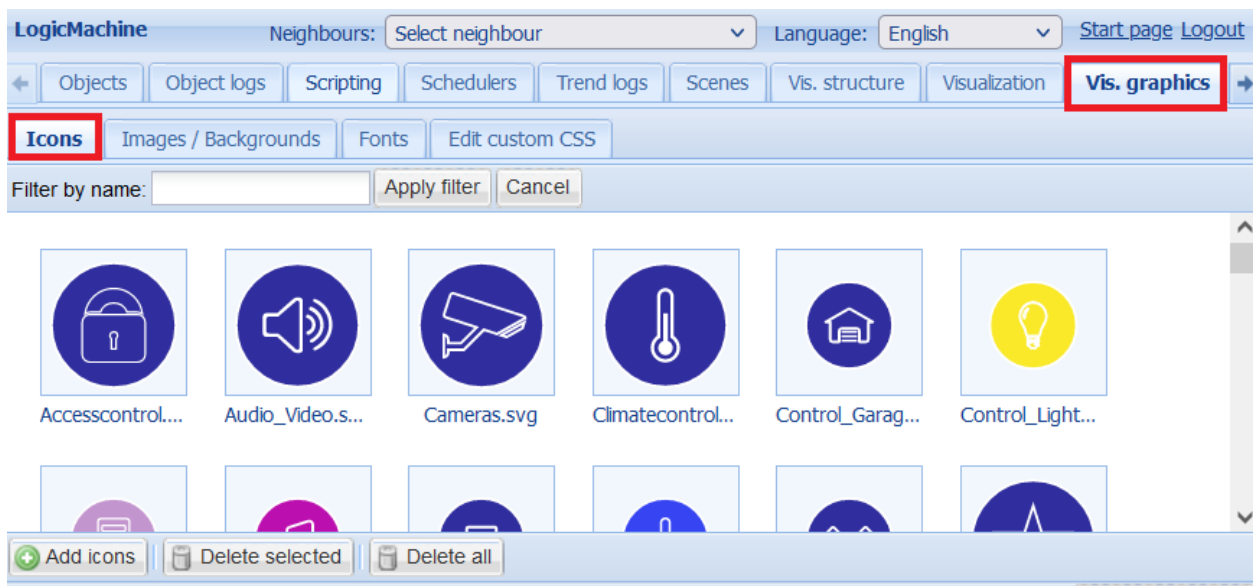 LogicMachine Neighbours: Select neighbour Language: English Start page Logout
Objects Object logs Scripting Schedulers Trend logs Scenes Vis. structure Visualization Vis. graphics
Icons Images / Backgrounds Fonts Edit custom CSS
Filter by name: Apply filter Cancel
Accesscontrol.... Audio_Video.s... Cameras.svg Climatecontrol... Control_Garag... Control_Light...
Add icons Delete selected Delete all